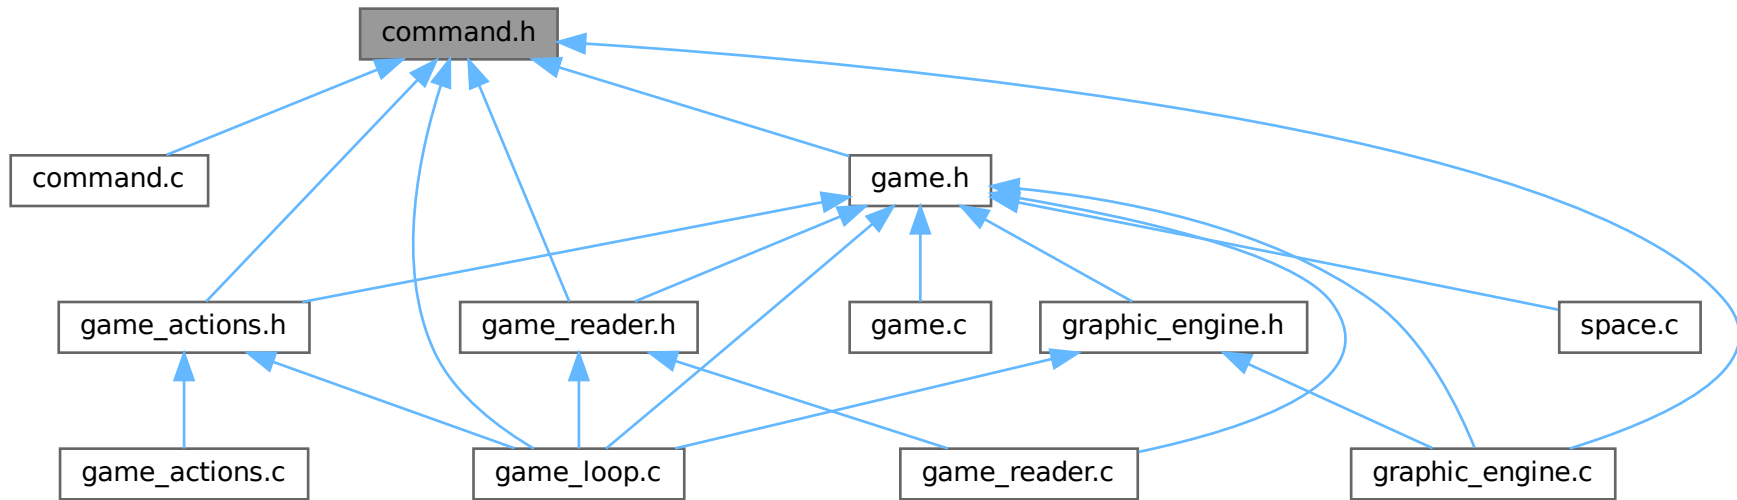 command.h
command.c
game.h
game_actions.h
game_reader.h
game.c
graphic_engine.h
space.c
game_actions.c
game_loop.c
game_reader.c
graphic_engine.c